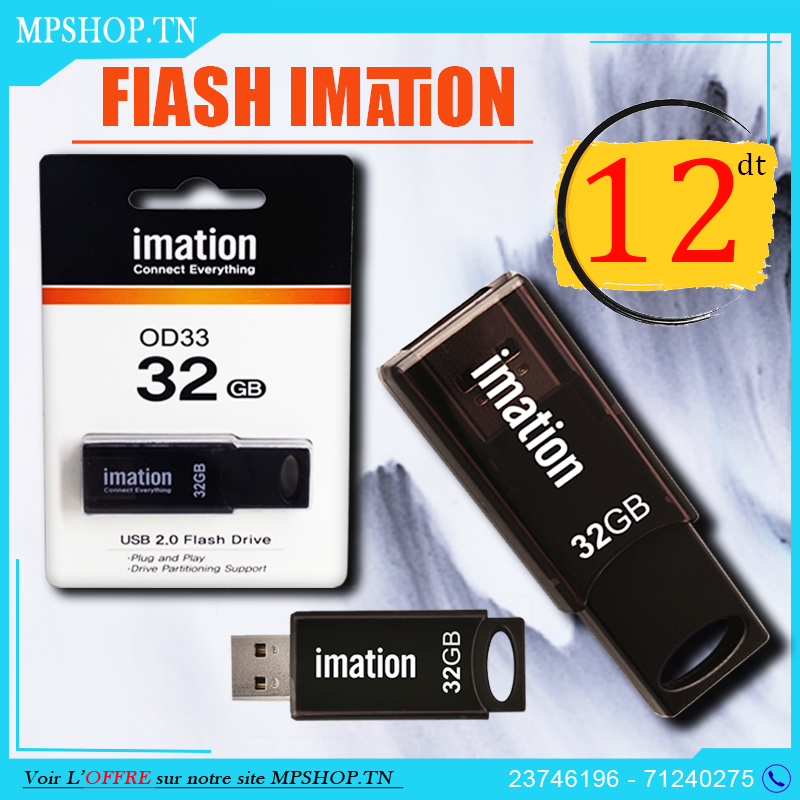 MPSHOP.TN
FlASH IMATION
12 dt
imation
Connect Everything
OD33
32 GB
imation
Connect Everything
32GB
USB 2.0 Flash Drive
·Plug and Play
·Drive Partitioning Support
imation
32GB
imation
32GB
Voir L'OFFRE sur notre site MPSHOP.TN
23746196 - 71240275